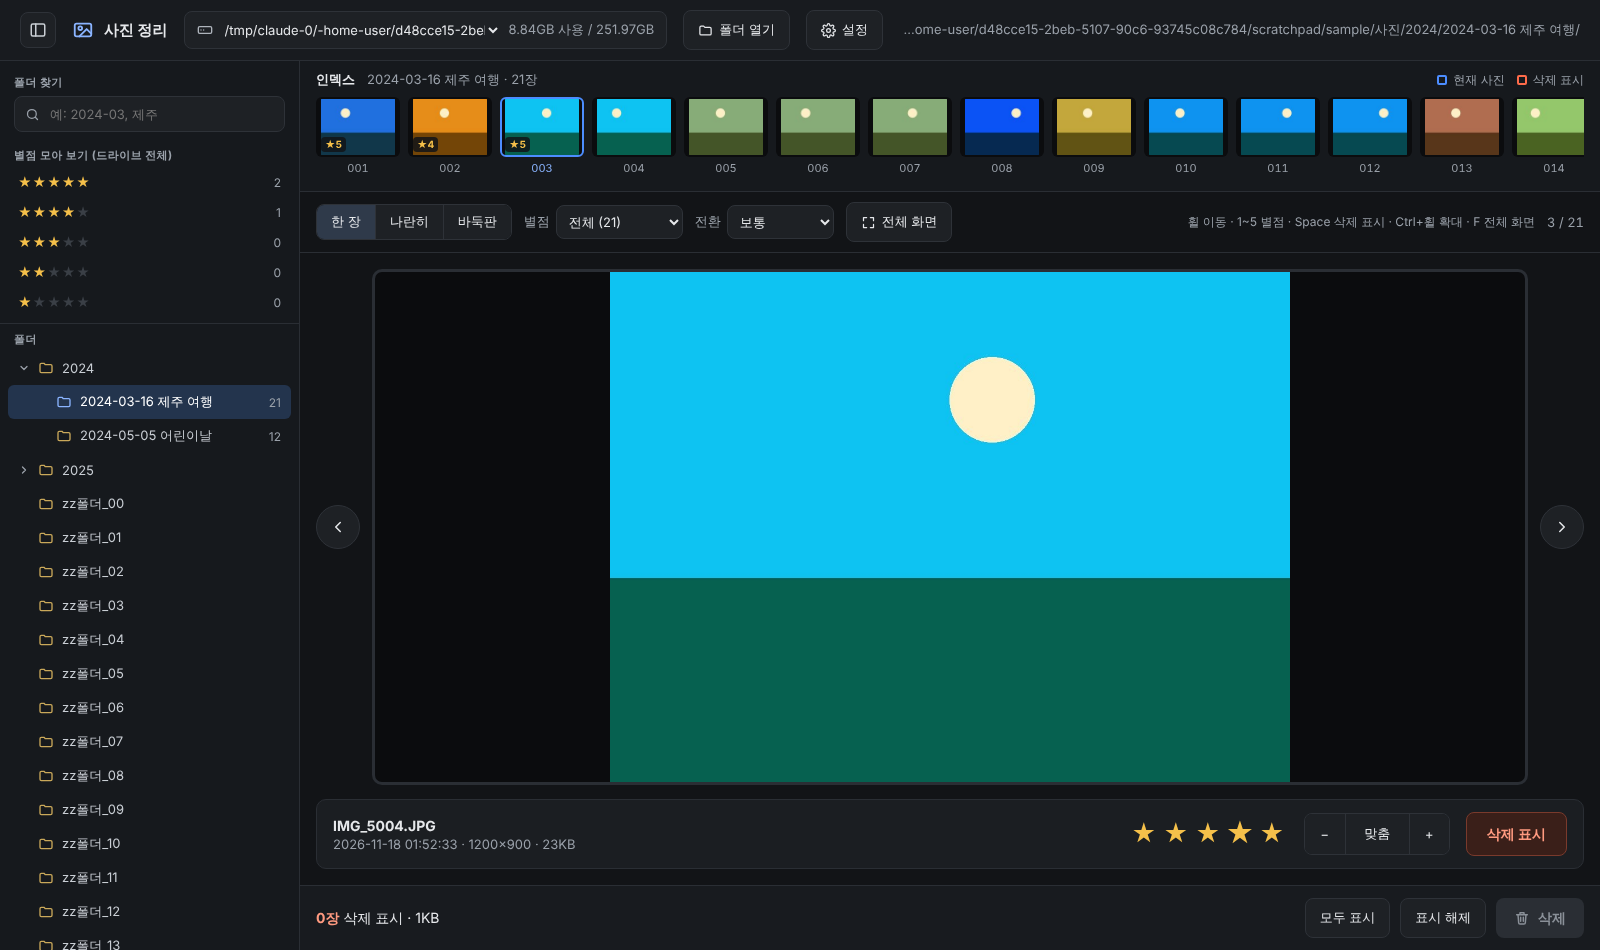 사진 정리
/tmp/claude-0/-home-user/d48cce15-2be
8.84GB 사용 / 251.97GB
폴더 열기
설정
...ome-user/d48cce15-2beb-5107-90c6-93745c08c784/scratchpad/sample/사진/2024/2024-03-16 제주 여행/
폴더 찾기
예: 2024-03, 제주
별점 모아 보기 (드라이브 전체)
★★★★★ 2
★★★★★ 1
★★★★★ 0
★★★★★ 0
★★★★★ 0
폴더
2024
2024-03-16 제주 여행 21
2024-05-05 어린이날 12
2025
zz폴더_00
zz폴더_01
zz폴더_02
zz폴더_03
zz폴더_04
zz폴더_05
zz폴더_06
zz폴더_07
zz폴더_08
zz폴더_09
zz폴더_10
zz폴더_11
zz폴더_12
zz폴더_13
인덱스 2024-03-16 제주 여행 · 21장
현재 사진 삭제 표시
★5 ★4 ★5
001 002 003 004 005 006 007 008 009 010 011 012 013 014
한 장 나란히 바둑판 별점 전체 (21) 전환 보통 전체 화면
휠 이동 · 1~5 별점 · Space 삭제 표시 · Ctrl+휠 확대 · F 전체 화면 3 / 21
IMG_5004.JPG
2026-11-18 01:52:33 · 1200×900 · 23KB
★ ★ ★ ★ ★
− 맞춤 +
삭제 표시
0장 삭제 표시 · 1KB
모두 표시 표시 해제 삭제